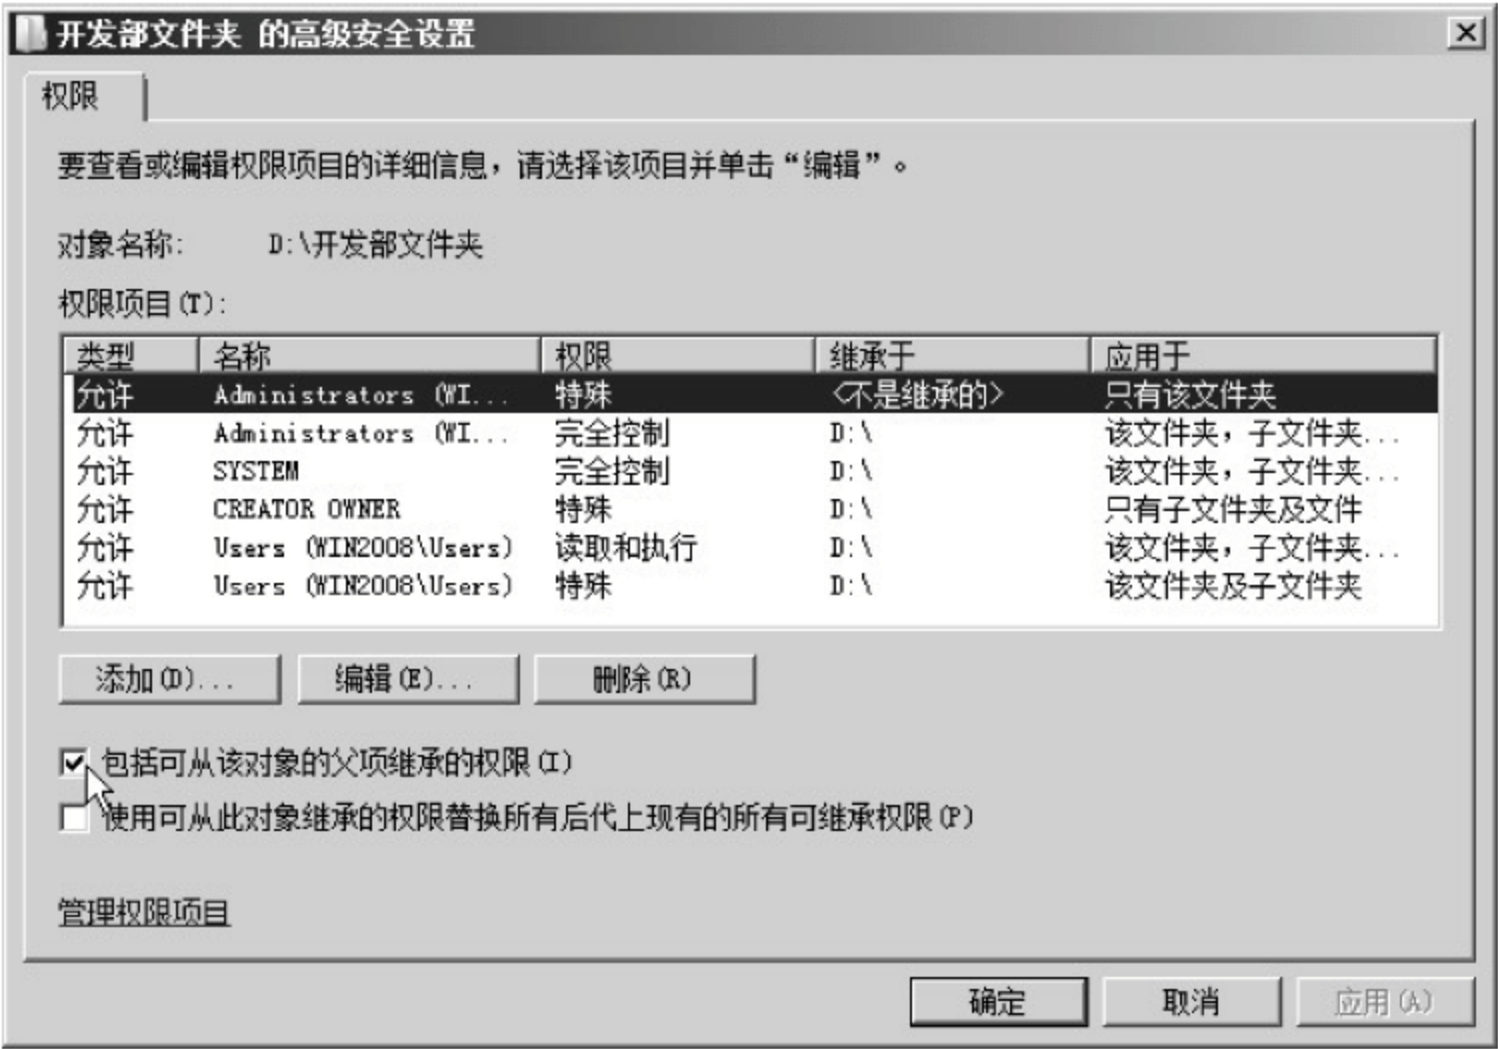 开发部文件夹 的高级安全设置
权限
要查看或编辑权限项目的详细信息，请选择该项目并单击“编辑”。
对象名称: D:\开发部文件夹
权限项目(T):
类型 名称 权限 继承于 应用于
允许 Administrators (WI... 特殊 <不是继承的> 只有该文件夹
允许 Administrators (WI... 完全控制 D:\ 该文件夹，子文件夹...
允许 SYSTEM 完全控制 D:\ 该文件夹，子文件夹...
允许 CREATOR OWNER 特殊 D:\ 只有子文件夹及文件
允许 Users (WIN2008\Users) 读取和执行 D:\ 该文件夹，子文件夹...
允许 Users (WIN2008\Users) 特殊 D:\ 该文件夹及子文件夹
添加(D)... 编辑(E)... 删除(R)
包括可从该对象的父项继承的权限(I)
使用可从此对象继承的权限替换所有后代上现有的所有可继承权限(P)
管理权限项目
确定 取消 应用(A)